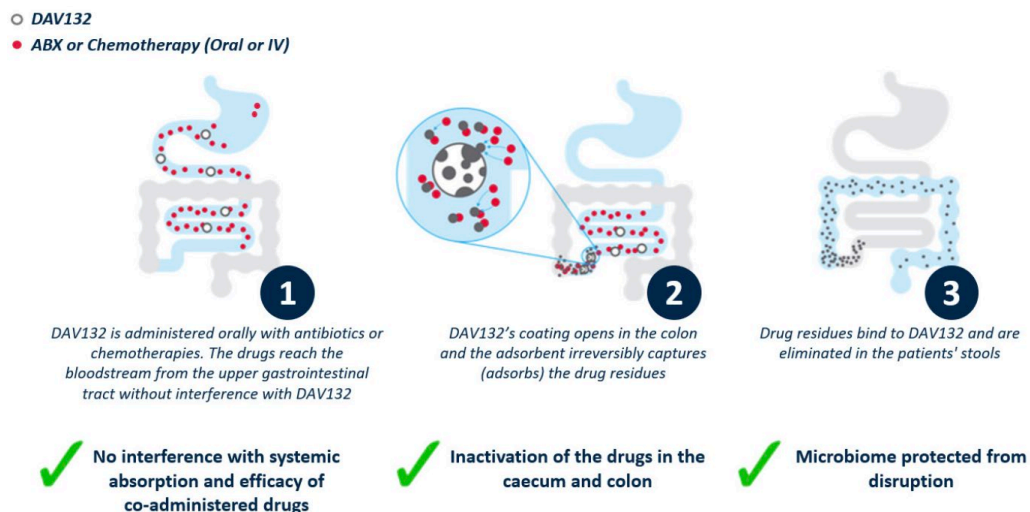 DAV132
ABX or Chemotherapy (Oral or IV)
1
DAV132 is administered orally with antibiotics or
chemotherapies. The drugs reach the
bloodstream from the upper gastrointestinal
tract without interference with DAV132
No interference with systemic
absorption and efficacy of
co-administered drugs
2
DAV132's coating opens in the colon
and the adsorbent irreversibly captures
(adsorbs) the drug residues
Inactivation of the drugs in the
caecum and colon
3
Drug residues bind to DAV132 and are
eliminated in the patients' stools
Microbiome protected from
disruption